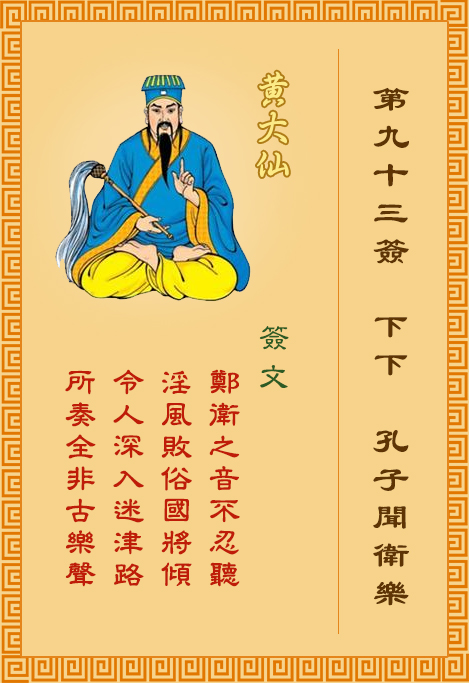 第九十三簽 下下 孔子聞衛樂
黃大仙
簽文
鄭衛之音不忍聽
淫風敗俗國將傾
令人深入迷津路
所奏全非古樂聲